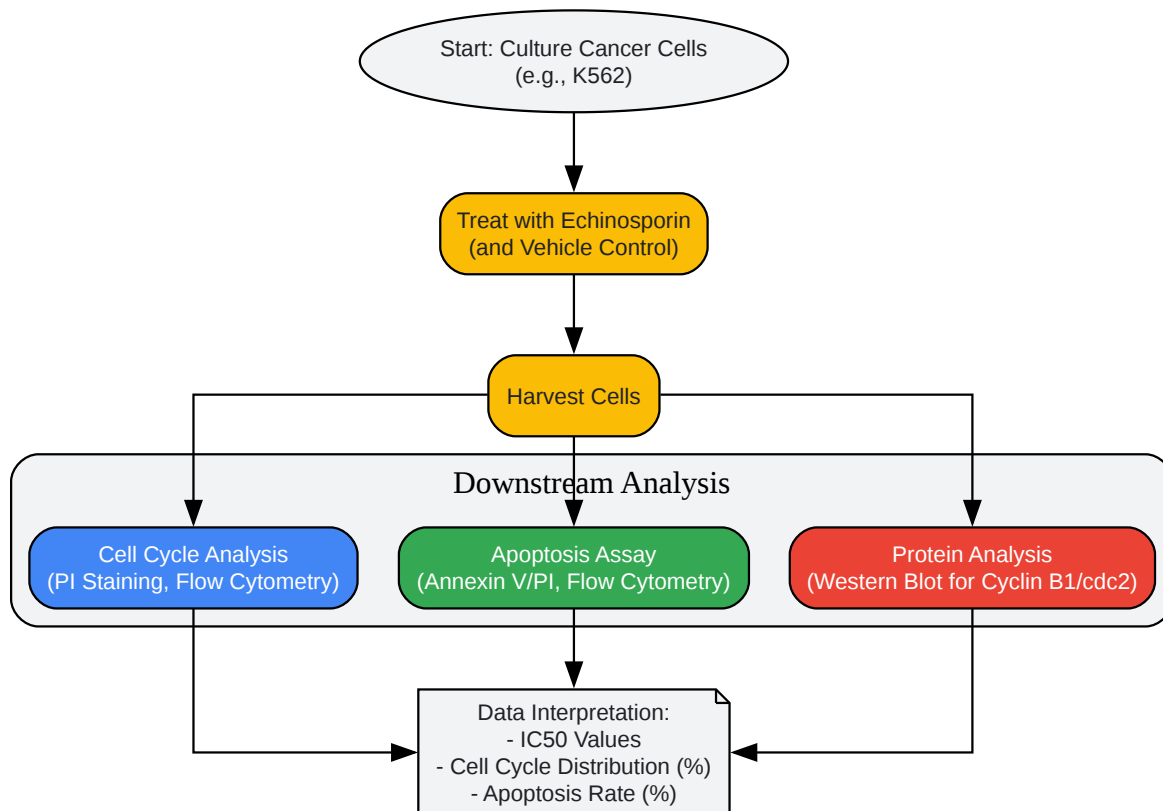 Start: Culture Cancer Cells
(e.g., K562)
Treat with Echinosporin
(and Vehicle Control)
Harvest Cells
Downstream Analysis
Cell Cycle Analysis
(PI Staining, Flow Cytometry)
Apoptosis Assay
(Annexin V/PI, Flow Cytometry)
Protein Analysis
(Western Blot for Cyclin B1/cdc2)
Data Interpretation:
- IC50 Values
- Cell Cycle Distribution (%)
- Apoptosis Rate (%)